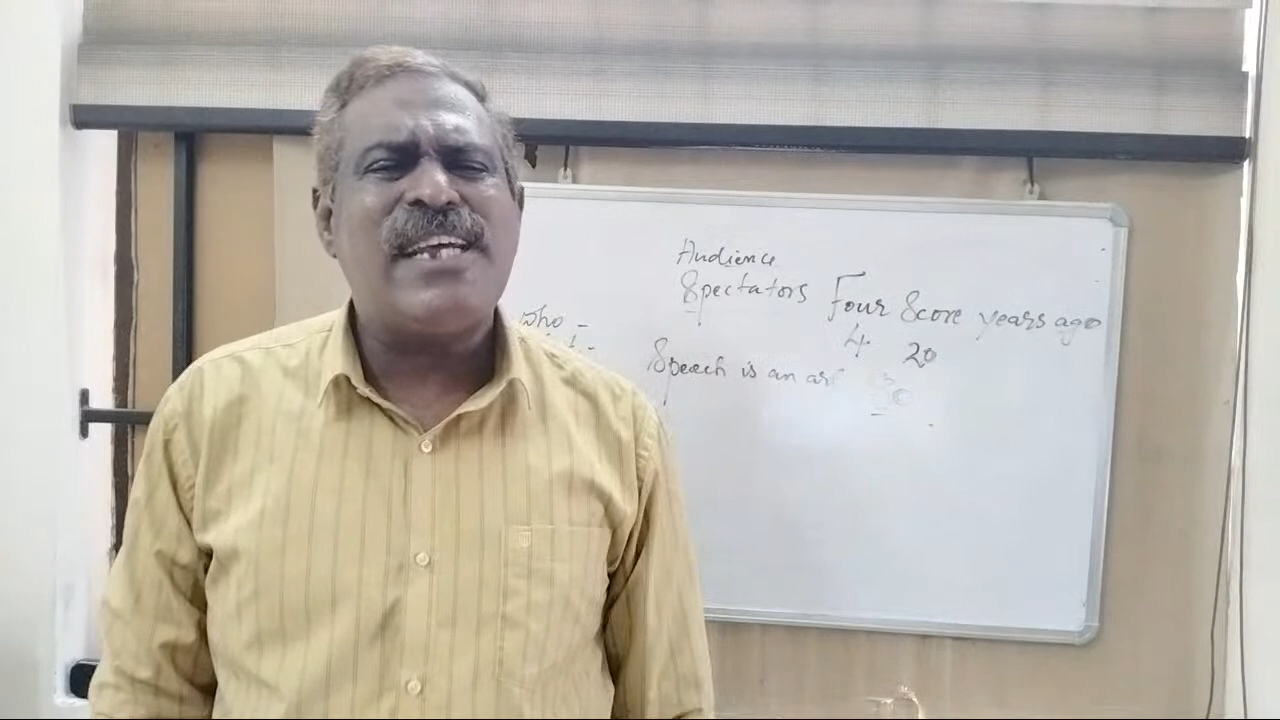 Audience
Spectators
Four Score years ago
4 20
who -
Speech is an art